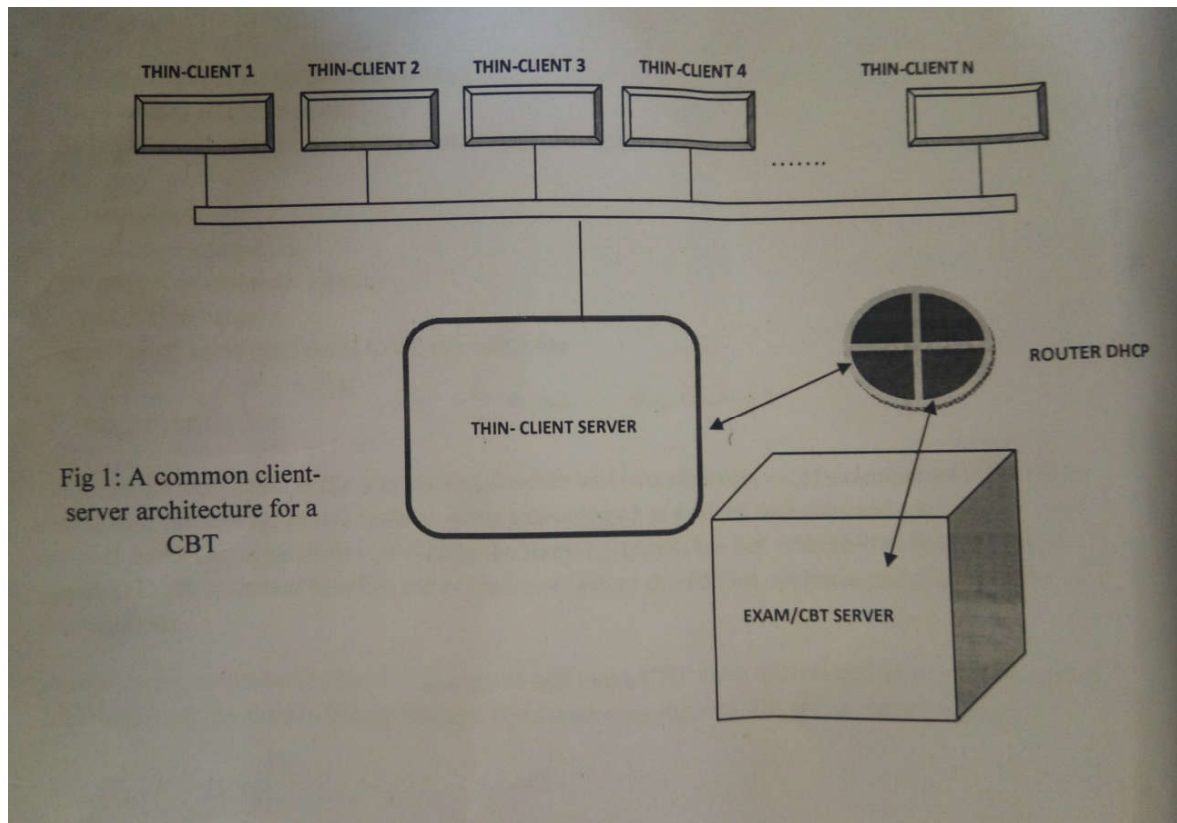 THIN-CLIENT 1
THIN-CLIENT 2
THIN-CLIENT 3
THIN-CLIENT 4
THIN-CLIENT N
.......
ROUTER DHCP
THIN- CLIENT SERVER
Fig 1: A common client-
server architecture for a
CBT
EXAM/CBT SERVER